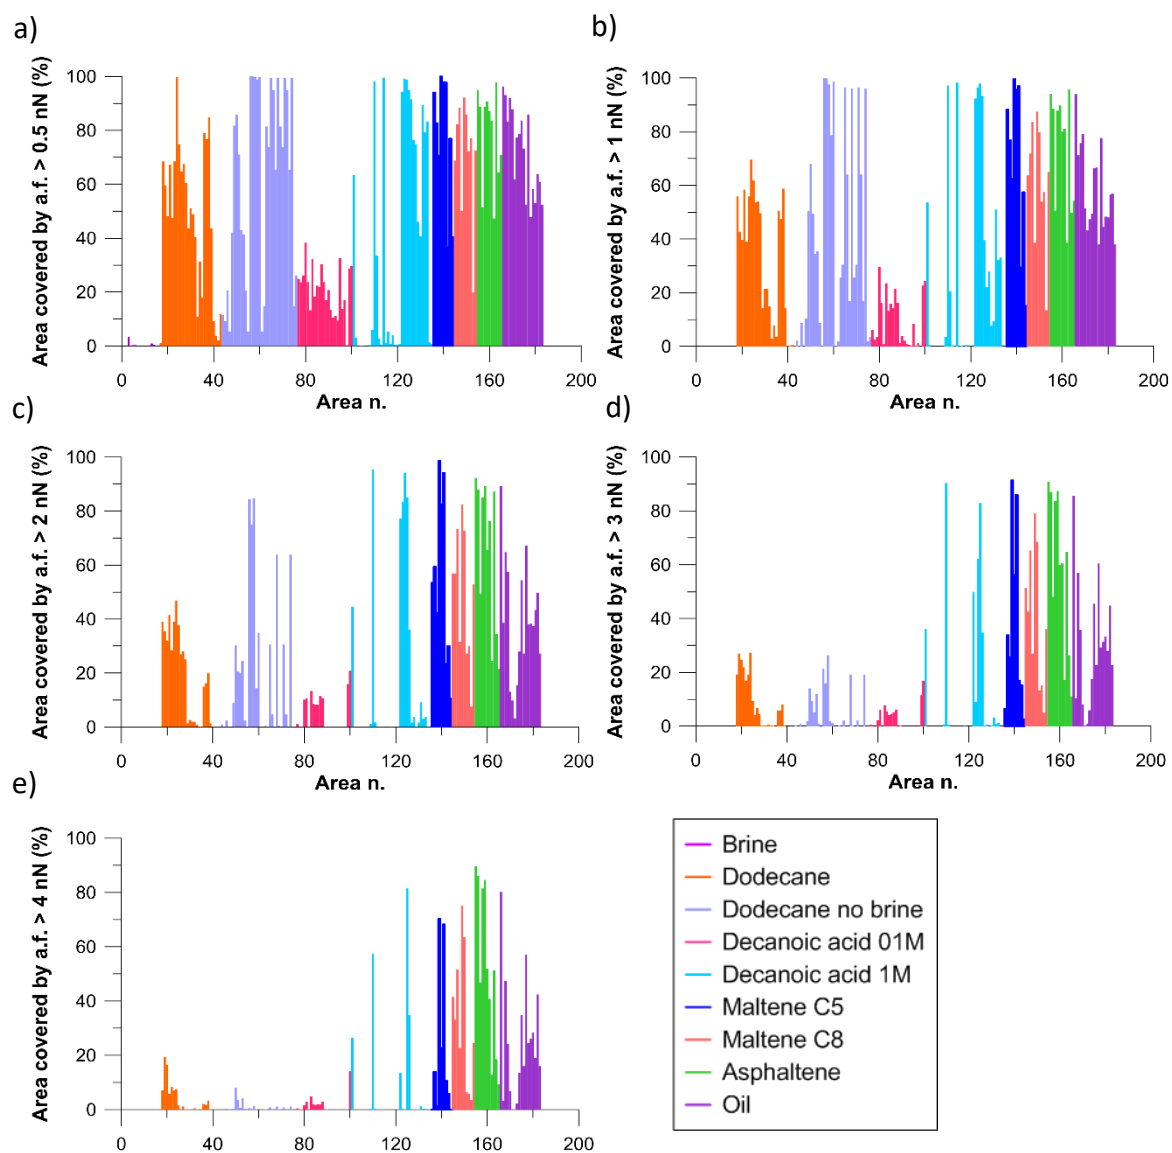 a)
Area covered by a.f. > 0.5 nN (%)
100
80
60
40
20
0
0 40 80 120 160 200
Area n.
b)
Area covered by a.f. > 1 nN (%)
100
80
60
40
20
0
0 40 80 120 160 200
Area n.
c)
Area covered by a.f. > 2 nN (%)
100
80
60
40
20
0
0 40 80 120 160 200
Area n.
d)
Area covered by a.f. > 3 nN (%)
100
80
60
40
20
0
0 40 80 120 160 200
Area n.
e)
Area covered by a.f. > 4 nN (%)
100
80
60
40
20
0
0 40 80 120 160 200
Brine
Dodecane
Dodecane no brine
Decanoic acid 01M
Decanoic acid 1M
Maltene C5
Maltene C8
Asphaltene
Oil